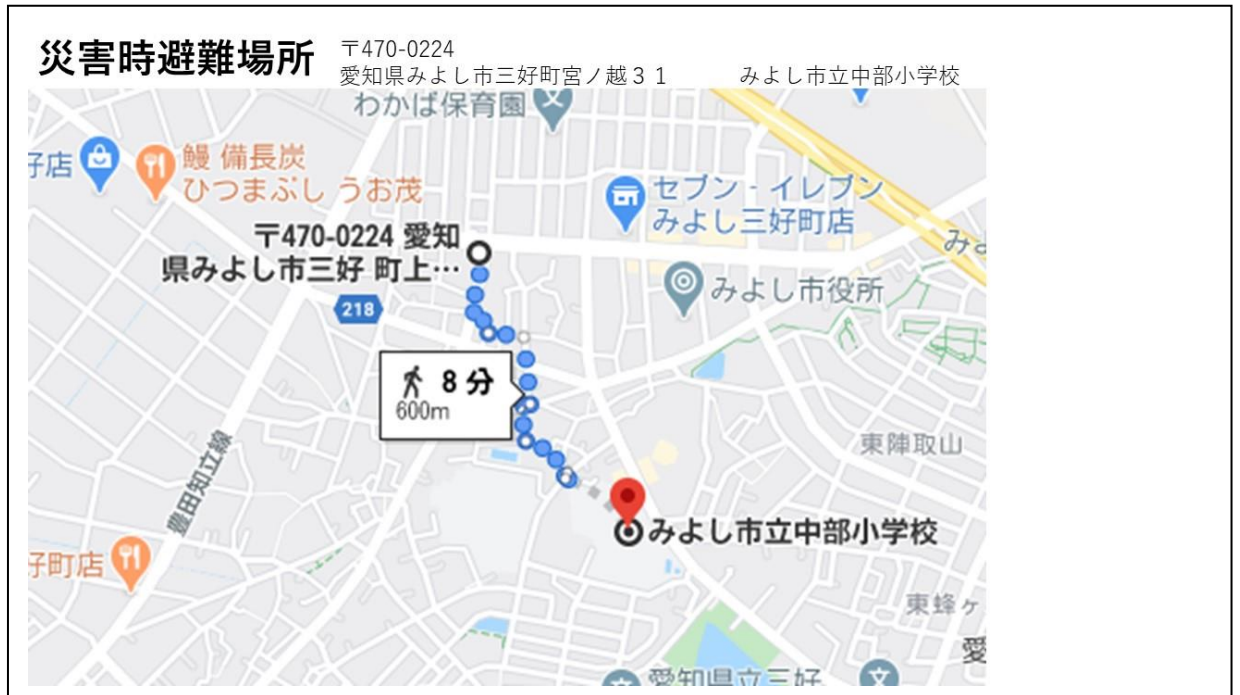 災害時避難場所
〒470-0224
愛知県みよし市三好町宮ノ越３１ みよし市立中部小学校
わかば保育園
子店
鰻 備長炭
ひつまぶし うお茂
セブン - イレブン
みよし三好町店
〒470-0224 愛知
県みよし市三好 町上…
みよ
みよし市役所
218
8 分
600m
東陣取山
豊田知立線
みよし市立中部小学校
好町店
東蜂ヶ
愛
愛知県立三好